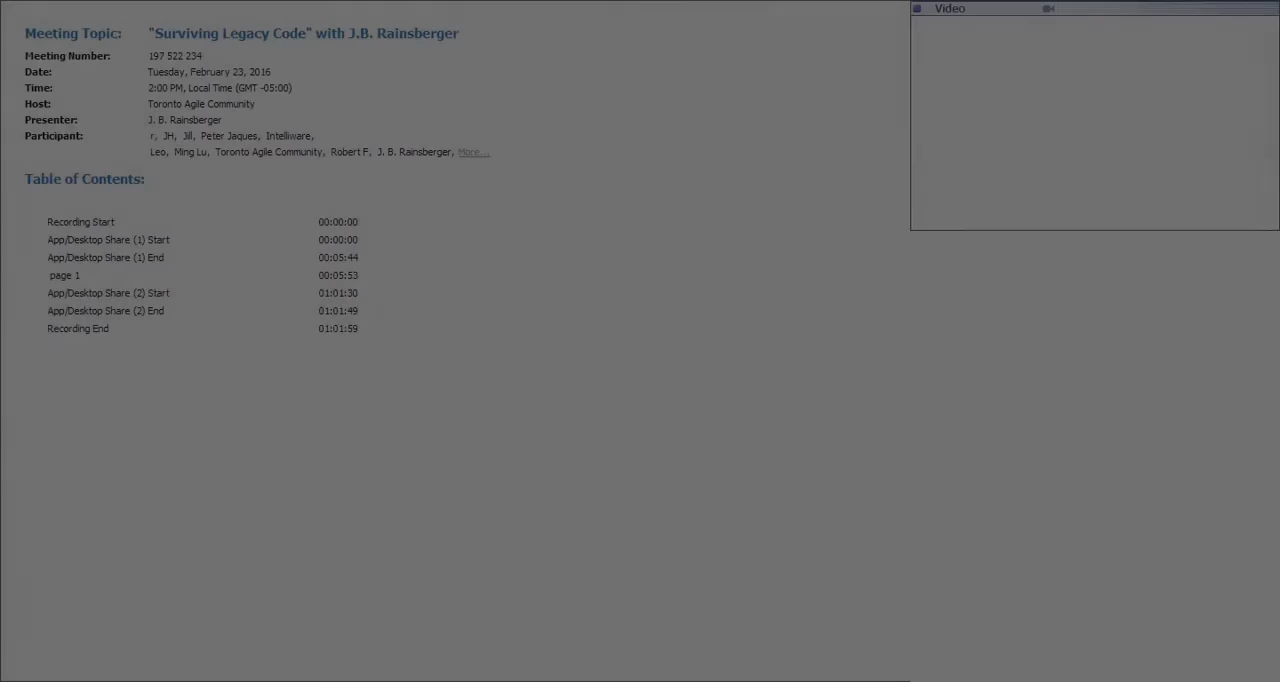 Video
Meeting Topic: "Surviving Legacy Code" with J.B. Rainsberger
Meeting Number: 197 522 234
Date: Tuesday, February 23, 2016
Time: 2:00 PM, Local Time (GMT -05:00)
Host: Toronto Agile Community
Presenter: J. B. Rainsberger
Participant: r, JH, Jill, Peter Jaques, Intelliware,
Leo, Ming Lu, Toronto Agile Community, Robert F, J. B. Rainsberger, More...
Table of Contents:
Recording Start 00:00:00
App/Desktop Share (1) Start 00:00:00
App/Desktop Share (1) End 00:05:44
page 1 00:05:53
App/Desktop Share (2) Start 01:01:30
App/Desktop Share (2) End 01:01:49
Recording End 01:01:59